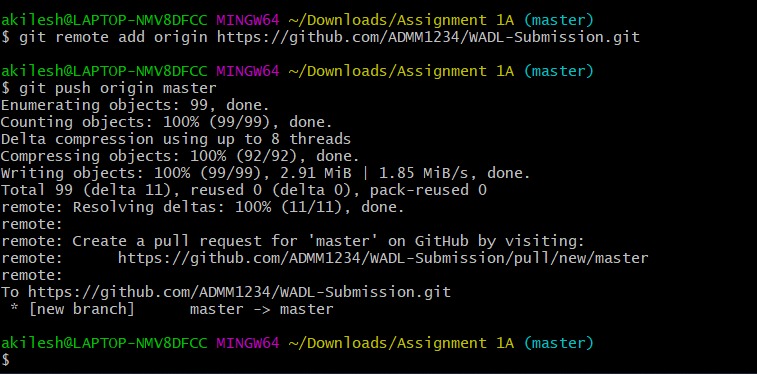 akilesh@LAPTOP-NMV8DFCC MINGW64 ~/Downloads/Assignment 1A (master)
$ git remote add origin https://github.com/ADMM1234/WADL-Submission.git
akilesh@LAPTOP-NMV8DFCC MINGW64 ~/Downloads/Assignment 1A (master)
$ git push origin master
Enumerating objects: 99, done.
Counting objects: 100% (99/99), done.
Delta compression using up to 8 threads
Compressing objects: 100% (92/92), done.
Writing objects: 100% (99/99), 2.91 MiB | 1.85 MiB/s, done.
Total 99 (delta 11), reused 0 (delta 0), pack-reused 0
remote: Resolving deltas: 100% (11/11), done.
remote:
remote: Create a pull request for 'master' on GitHub by visiting:
remote:      https://github.com/ADMM1234/WADL-Submission/pull/new/master
remote:
To https://github.com/ADMM1234/WADL-Submission.git
 * [new branch]      master -> master
akilesh@LAPTOP-NMV8DFCC MINGW64 ~/Downloads/Assignment 1A (master)
$